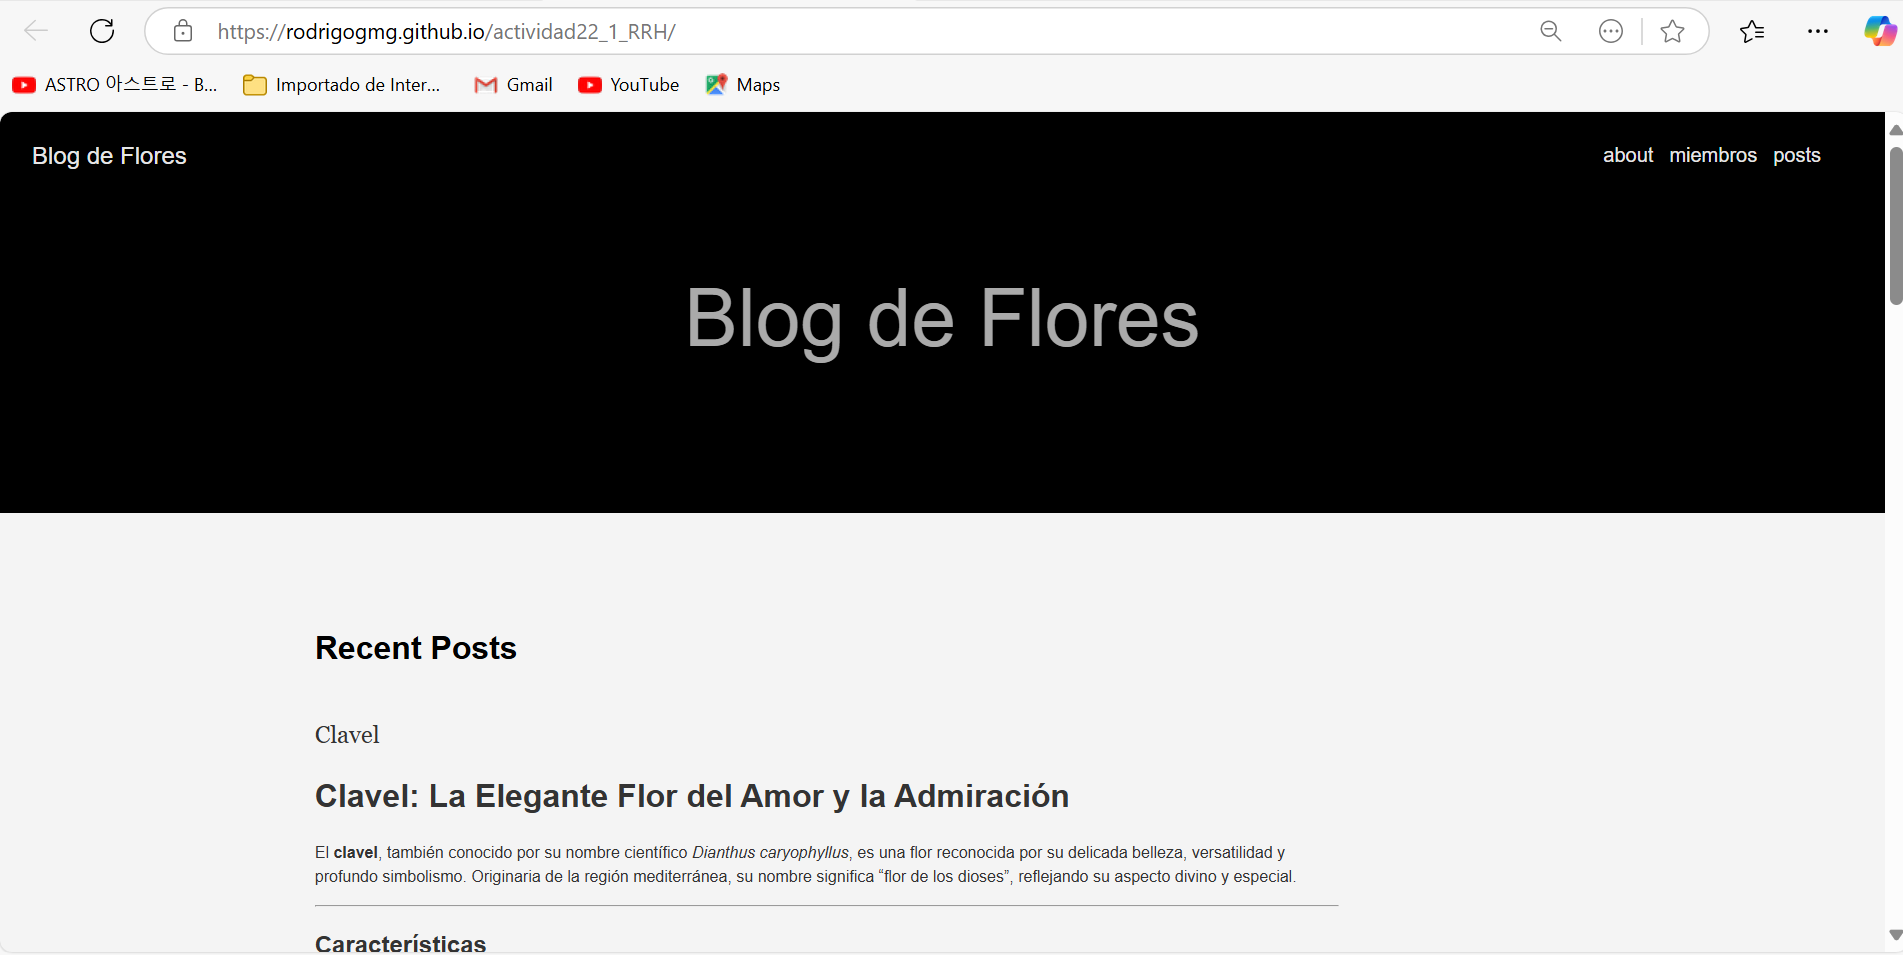 https://rodrigogmg.github.io/actividad22_1_RRH/
ASTRO 아스트로 - B... Importado de Inter... Gmail YouTube Maps
Blog de Flores about miembros posts
Blog de Flores
Recent Posts
Clavel
Clavel: La Elegante Flor del Amor y la Admiración
El clavel, también conocido por su nombre científico Dianthus caryophyllus, es una flor reconocida por su delicada belleza, versatilidad y
profundo simbolismo. Originaria de la región mediterránea, su nombre significa “flor de los dioses”, reflejando su aspecto divino y especial.
Características